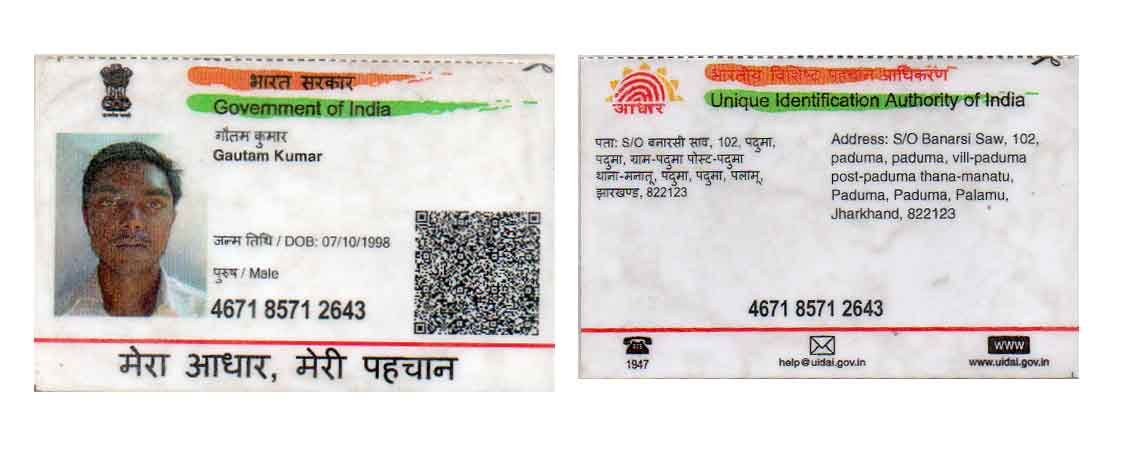 भारत सरकार
Government of India
गौतम कुमार
Gautam Kumar
जन्म तिथि / DOB: 07/10/1998
पुरुष / Male
4671 8571 2643
मेरा आधार, मेरी पहचान
भारतीय विशिष्ट पहचान प्राधिकरण
Unique Identification Authority of India
आधार
पता: S/O बनारसी साव, 102, पदुमा,
पदुमा, ग्राम-पदुमा पोस्ट-पदुमा
थाना-मनातू, पदुमा, पदुमा, पलामू,
झारखण्ड, 822123
Address: S/O Banarsi Saw, 102,
paduma, paduma, vill-paduma
post-paduma thana-manatu,
Paduma, Paduma, Palamu,
Jharkhand, 822123
4671 8571 2643
1947
help@uidai.gov.in
WWW
www.uidai.gov.in